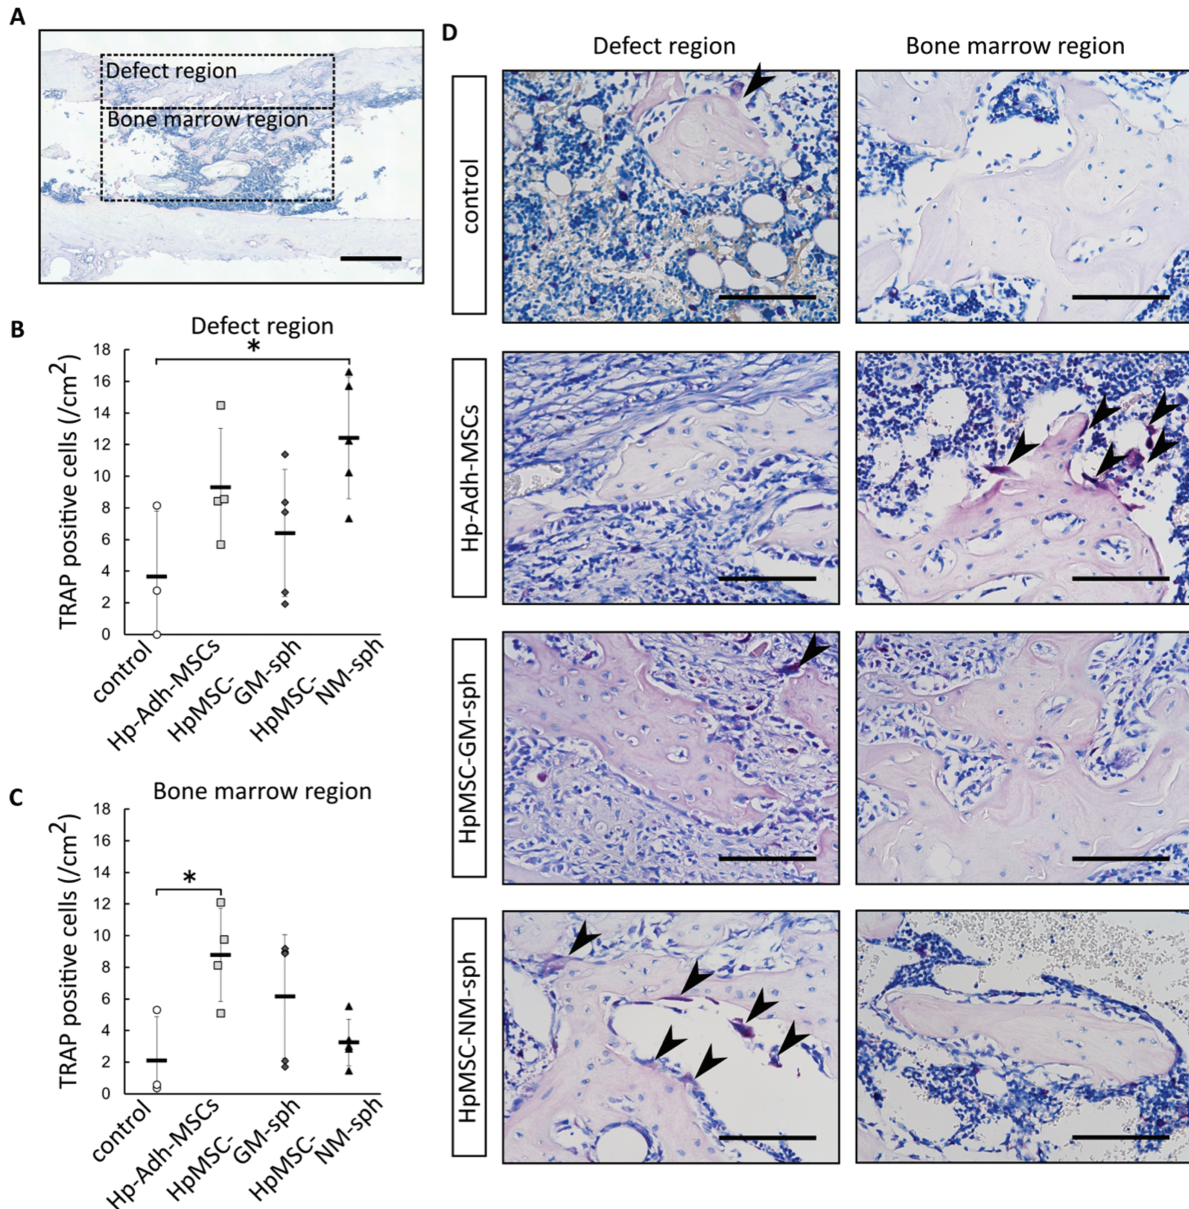 A
Defect region
Bone marrow region
B
Defect region
*
TRAP positive cells (/cm2)
18
16
14
12
10
8
6
4
2
0
control
Hp-Adh-MSCs
HpMSC-
GM-sph
HpMSC-
NM-sph
C
Bone marrow region
*
TRAP positive cells (/cm2)
18
16
14
12
10
8
6
4
2
0
control
Hp-Adh-MSCs
HpMSC-
GM-sph
HpMSC-
NM-sph
D
Defect region
Bone marrow region
control
Hp-Adh-MSCs
HpMSC-GM-sph
HpMSC-NM-sph